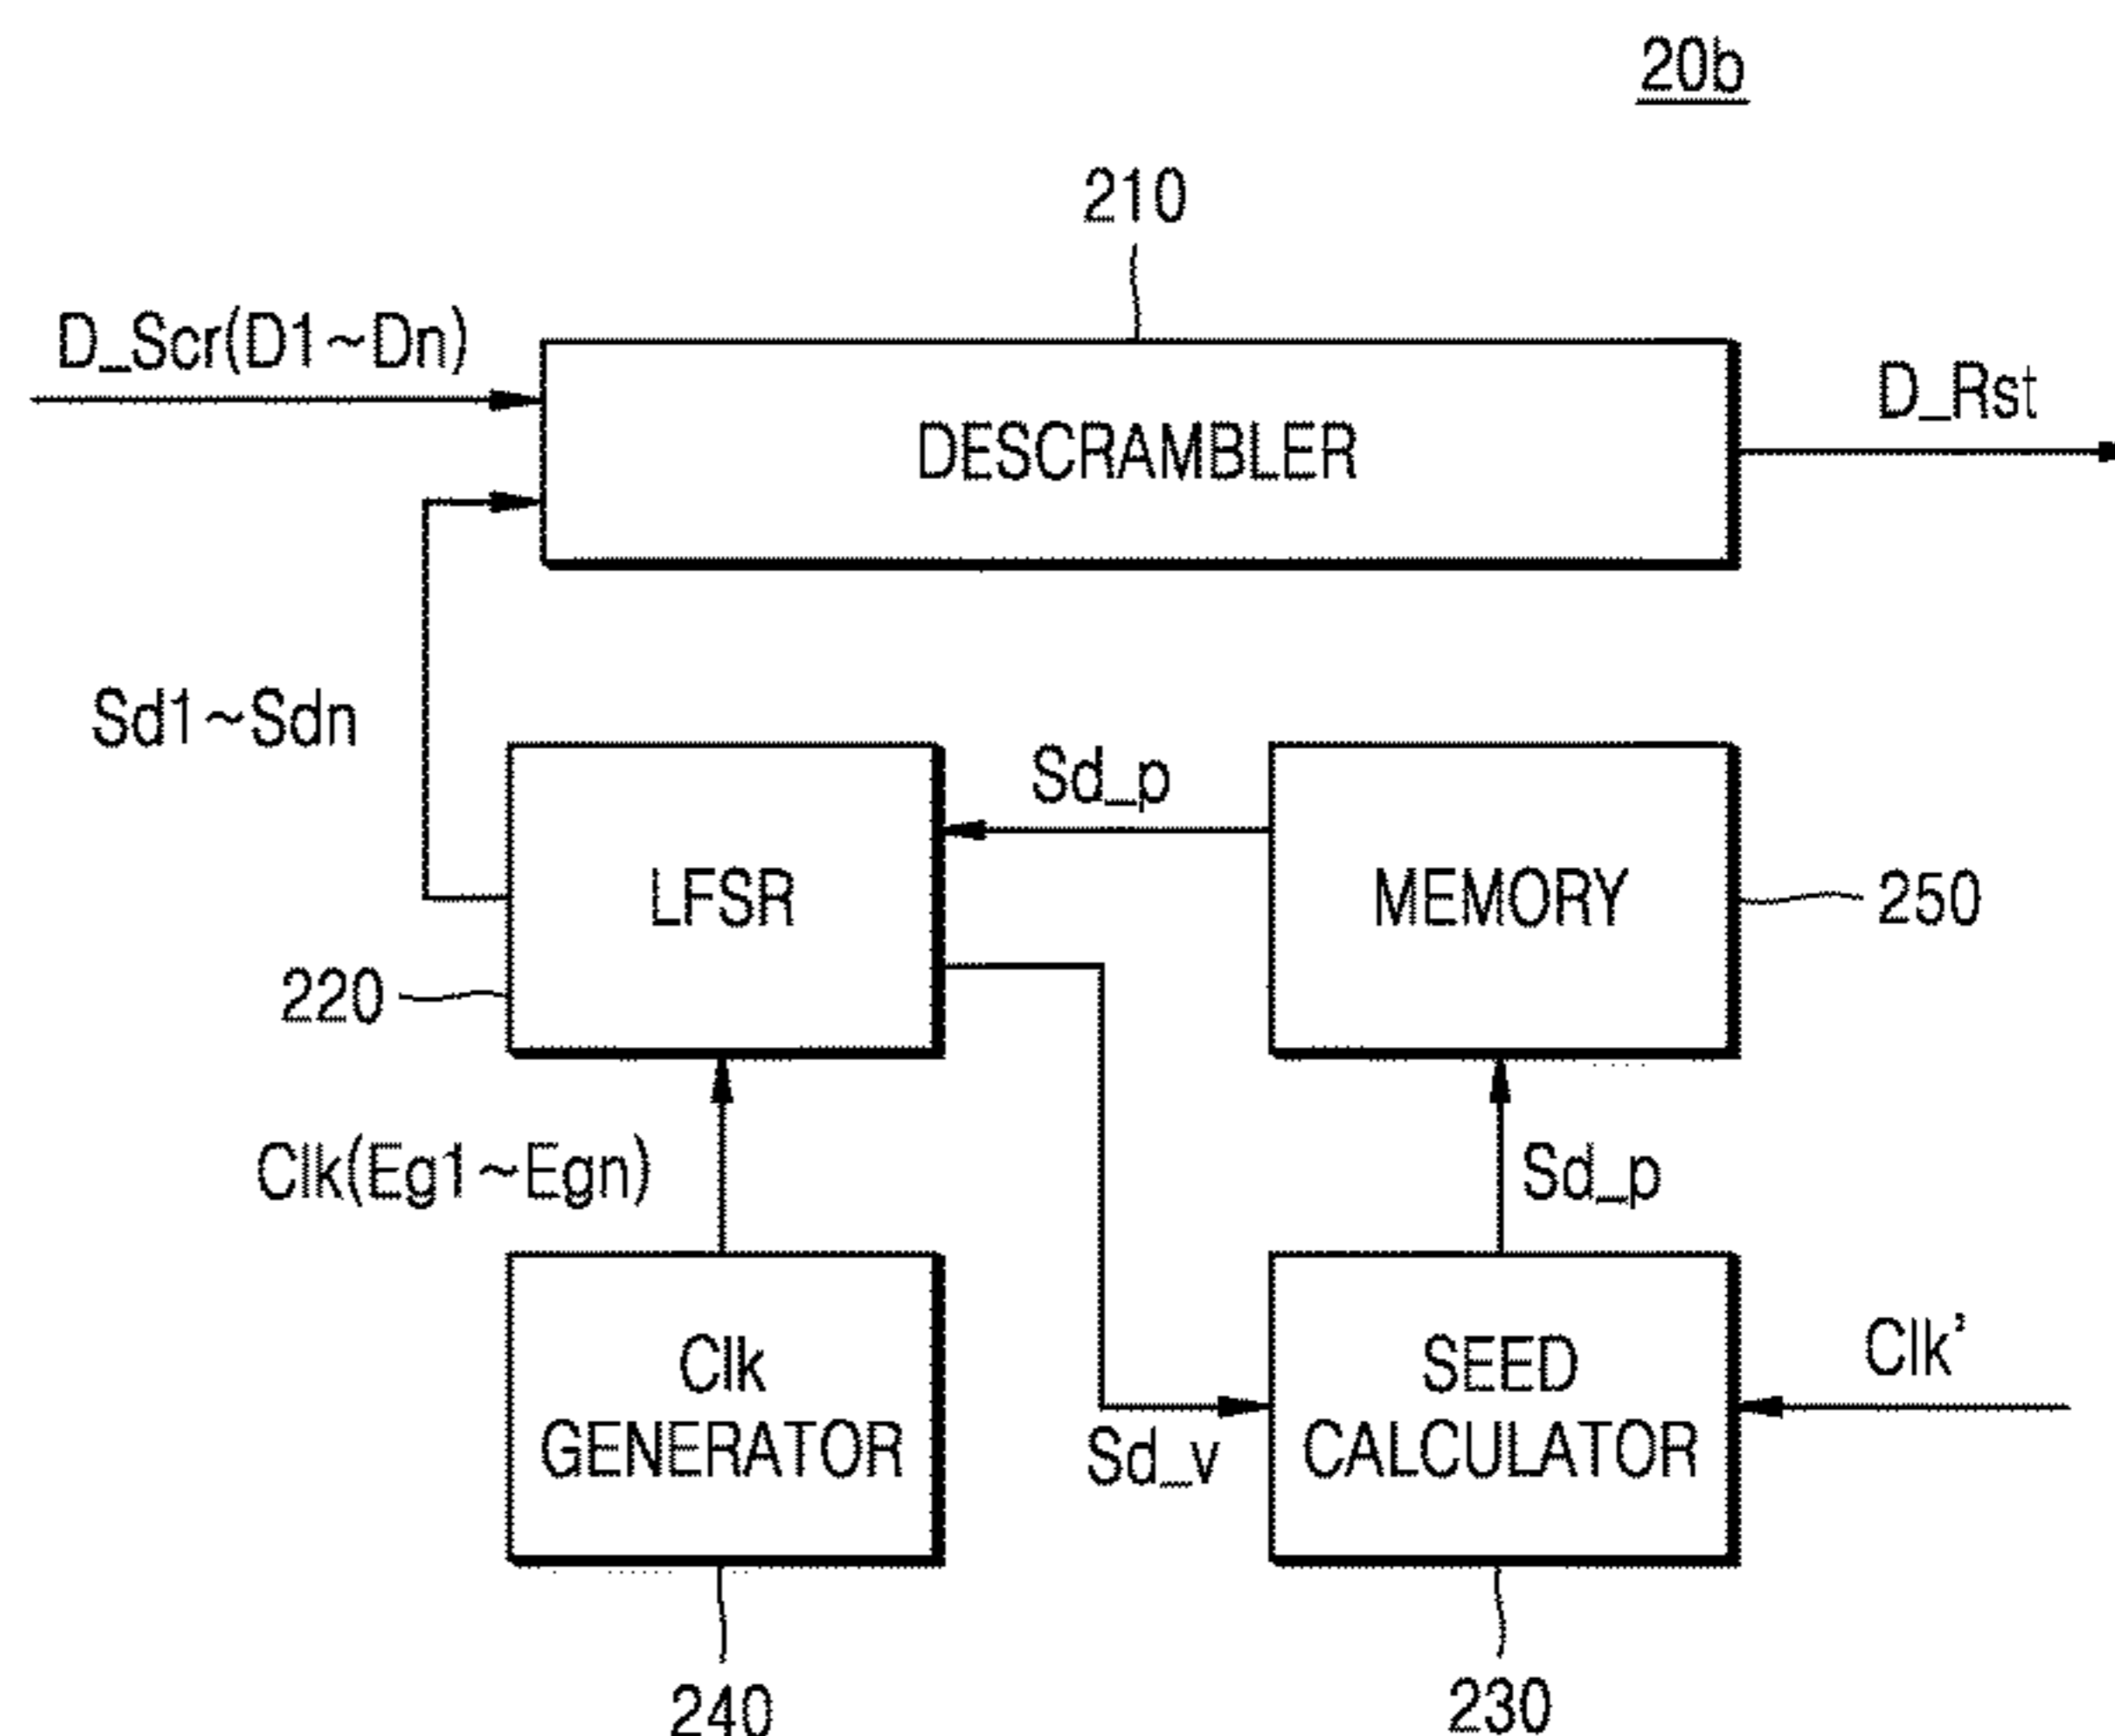 20b
210
D_Scr(D1~Dn)
DESCRAMBLER
D_Rst
Sd1~Sdn
Sd_p
LFSR
MEMORY
250
220
Clk(Eg1~Egn)
Sd_p
Clk
GENERATOR
SEED
CALCULATOR
Clk’
Sd_v
240
230